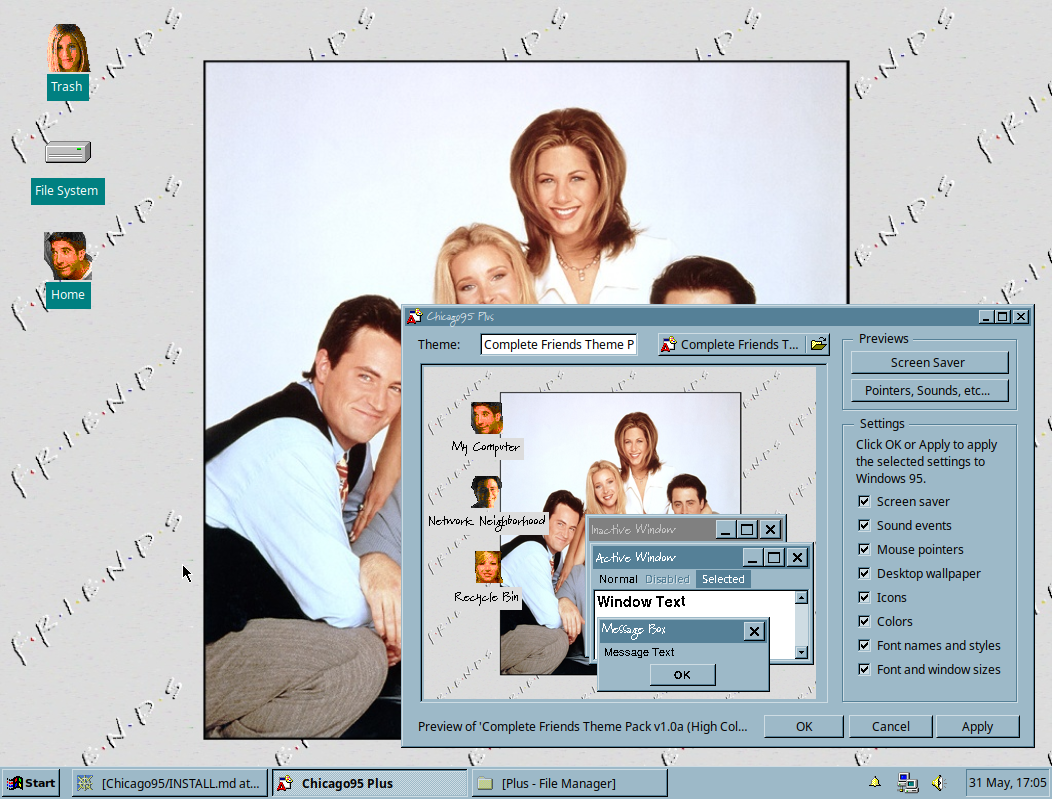 F·R·I·E·N·D·S
Trash
File System
Home
Chicago95 Plus
Theme:
Complete Friends Theme P
Complete Friends T...
Previews
Screen Saver
Pointers, Sounds, etc...
Settings
Click OK or Apply to apply
the selected settings to
Windows 95.
Screen saver
Sound events
Mouse pointers
Desktop wallpaper
Icons
Colors
Font names and styles
Font and window sizes
My Computer
Network Neighborhood
Recycle Bin
Inactive Window
Active Window
Normal Disabled Selected
Window Text
Message Box
Message Text
OK
Preview of 'Complete Friends Theme Pack v1.0a (High Col...
OK
Cancel
Apply
Start
[Chicago95/INSTALL.md at...
Chicago95 Plus
[Plus - File Manager]
31 May, 17:05